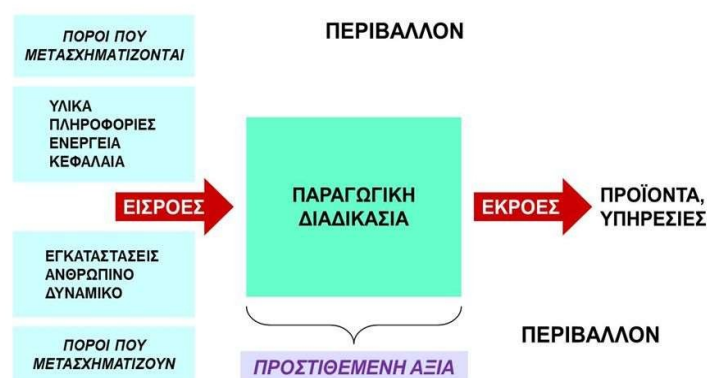 ΠΟΡΟΙ ΠΟΥ
ΜΕΤΑΣΧΗΜΑΤΙΖΟΝΤΑΙ
ΠΕΡΙΒΑΛΛΟΝ
ΥΛΙΚΑ
ΠΛΗΡΟΦΟΡΙΕΣ
ΕΝΕΡΓΕΙΑ
ΚΕΦΑΛΑΙΑ
ΕΙΣΡΟΕΣ
ΠΑΡΑΓΩΓΙΚΗ
ΔΙΑΔΙΚΑΣΙΑ
ΕΚΡΟΕΣ
ΠΡΟΪΟΝΤΑ,
ΥΠΗΡΕΣΙΕΣ
ΕΓΚΑΤΑΣΤΑΣΕΙΣ
ΑΝΘΡΩΠΙΝΟ
ΔΥΝΑΜΙΚΟ
ΠΟΡΟΙ ΠΟΥ
ΜΕΤΑΣΧΗΜΑΤΙΖΟΥΝ
ΠΕΡΙΒΑΛΛΟΝ
ΠΡΟΣΤΙΘΕΜΕΝΗ ΑΞΙΑ